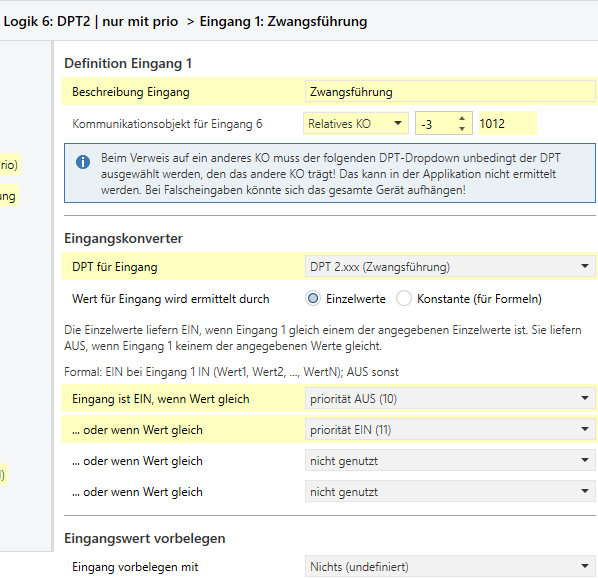 Logik 6: DPT2 | nur mit prio > Eingang 1: Zwangsführung
Definition Eingang 1
Beschreibung Eingang Zwangsführung
Kommunikationsobjekt für Eingang 6 Relatives KO -3 1012
rio)
Beim Verweis auf ein anderes KO muss der folgenden DPT-Dropdown unbedingt der DPT
ausgewählt werden, den das andere KO trägt! Das kann in der Applikation nicht ermittelt
werden. Bei Falscheingaben könnte sich das gesamte Gerät aufhängen!
ung
Eingangskonverter
DPT für Eingang DPT 2.xxx (Zwangsführung)
Wert für Eingang wird ermittelt durch Einzelwerte Konstante (für Formeln)
Die Einzelwerte liefern EIN, wenn Eingang 1 gleich einem der angegebenen Einzelwerte ist. Sie liefern
AUS, wenn Eingang 1 keinem der angegebenen Werte gleicht.
Formal: EIN bei Eingang 1 IN (Wert1, Wert2, ..., WertN); AUS sonst
Eingang ist EIN, wenn Wert gleich priorität AUS (10)
... oder wenn Wert gleich priorität EIN (11)
... oder wenn Wert gleich nicht genutzt
... oder wenn Wert gleich nicht genutzt
Eingangswert vorbelegen
Eingang vorbelegen mit Nichts (undefiniert)